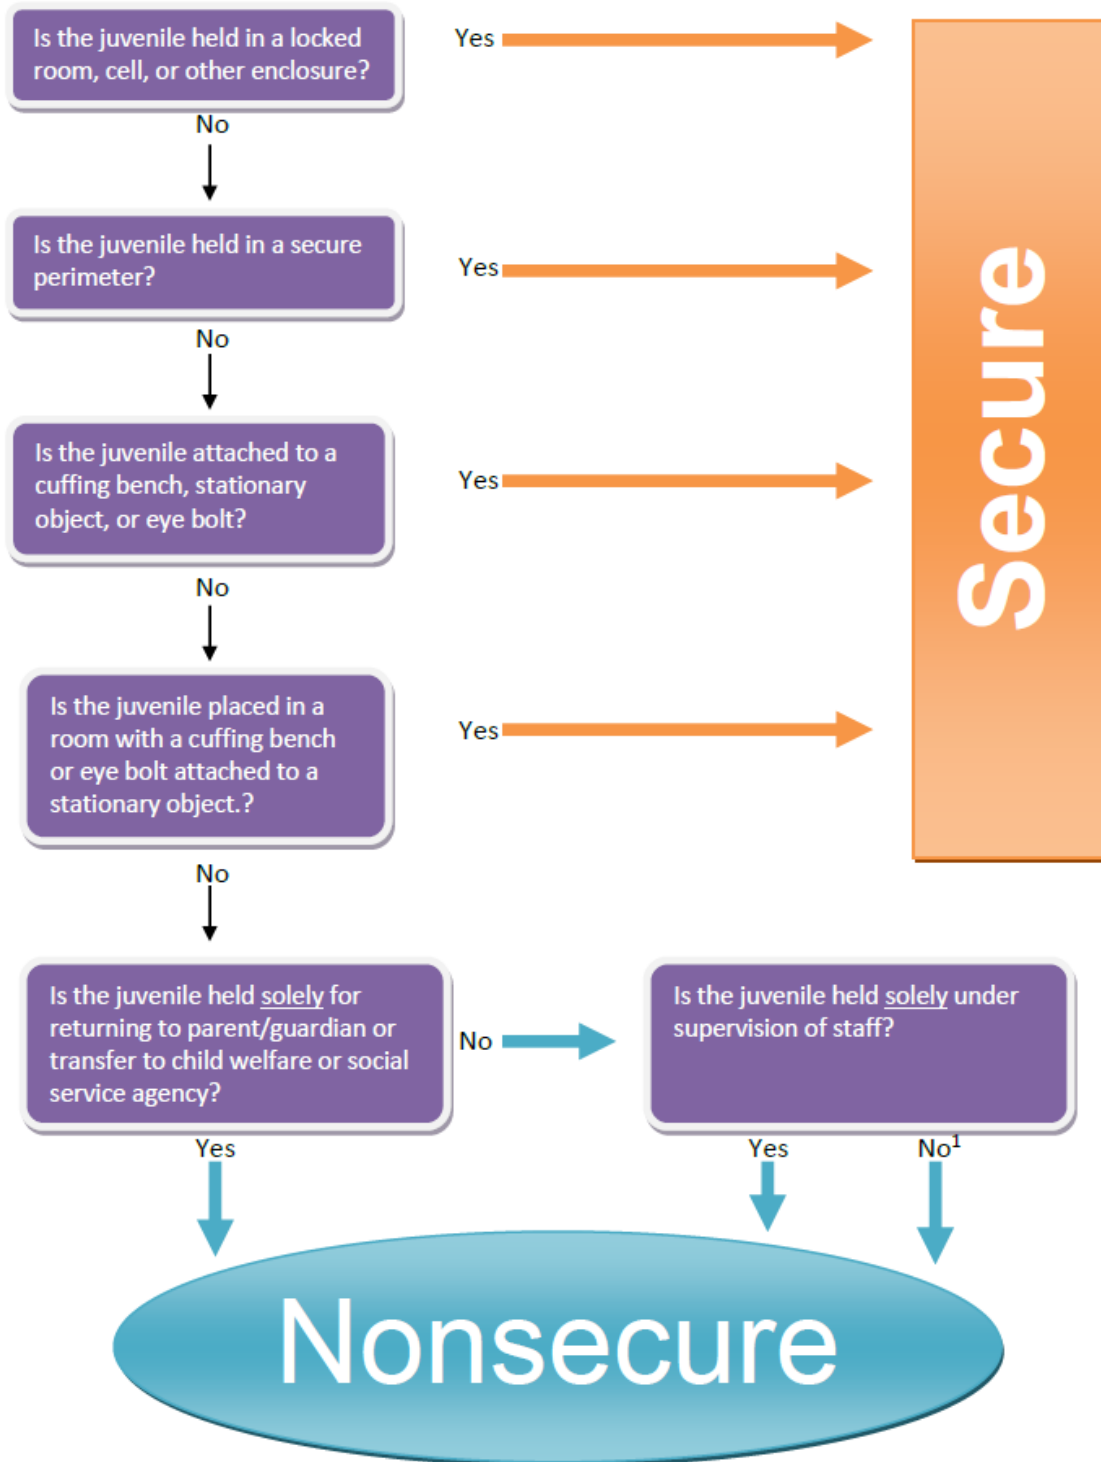 Is the juvenile held in a locked
room, cell, or other enclosure?
Yes
No
Is the juvenile held in a secure
perimeter?
Yes
No
Is the juvenile attached to a
cuffing bench, stationary
object, or eye bolt?
Yes
No
Is the juvenile placed in a
room with a cuffing bench
or eye bolt attached to a
stationary object.?
Yes
Secure
No
Is the juvenile held solely for
returning to parent/guardian or
transfer to child welfare or social
service agency?
No
Is the juvenile held solely under
supervision of staff?
Yes
Yes
No¹
Nonsecure